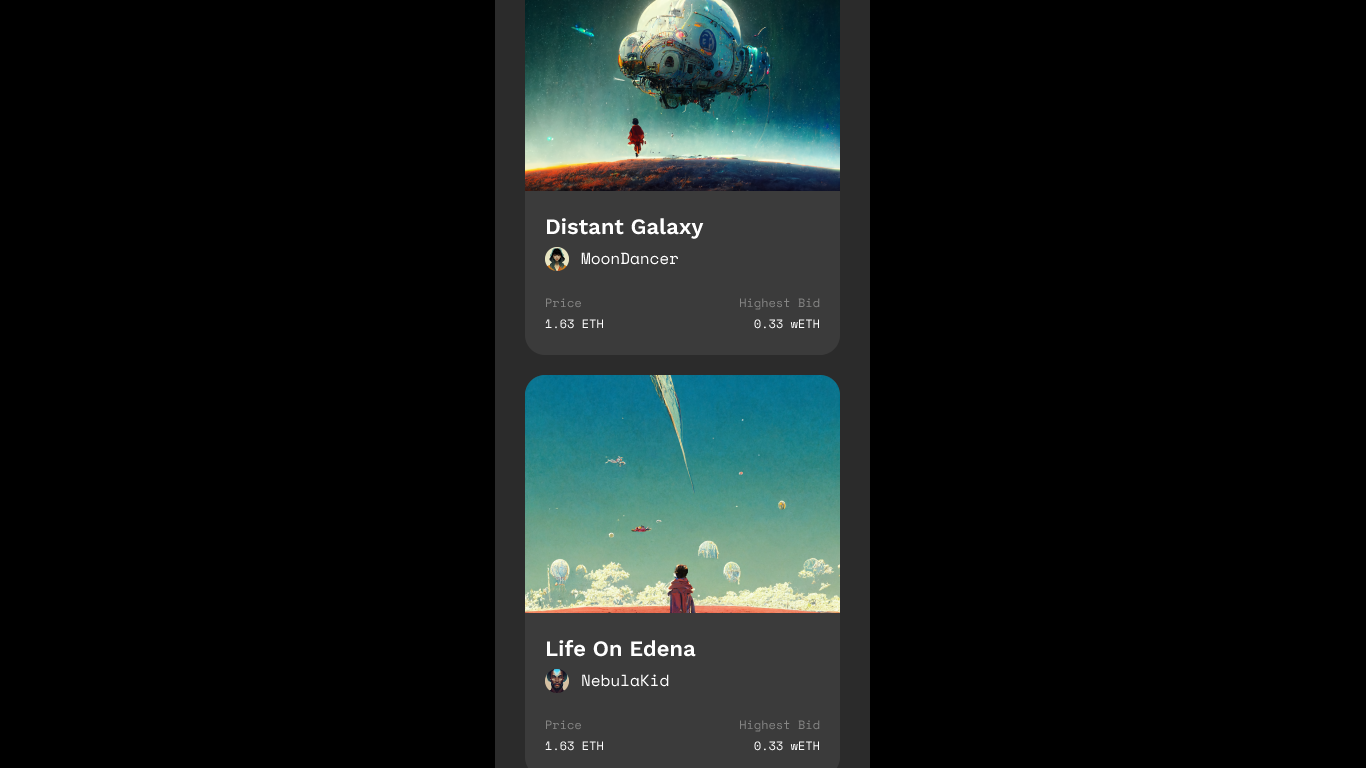 Distant Galaxy
MoonDancer
Price Highest Bid
1.63 ETH 0.33 wETH
Life On Edena
NebulaKid
Price Highest Bid
1.63 ETH 0.33 wETH